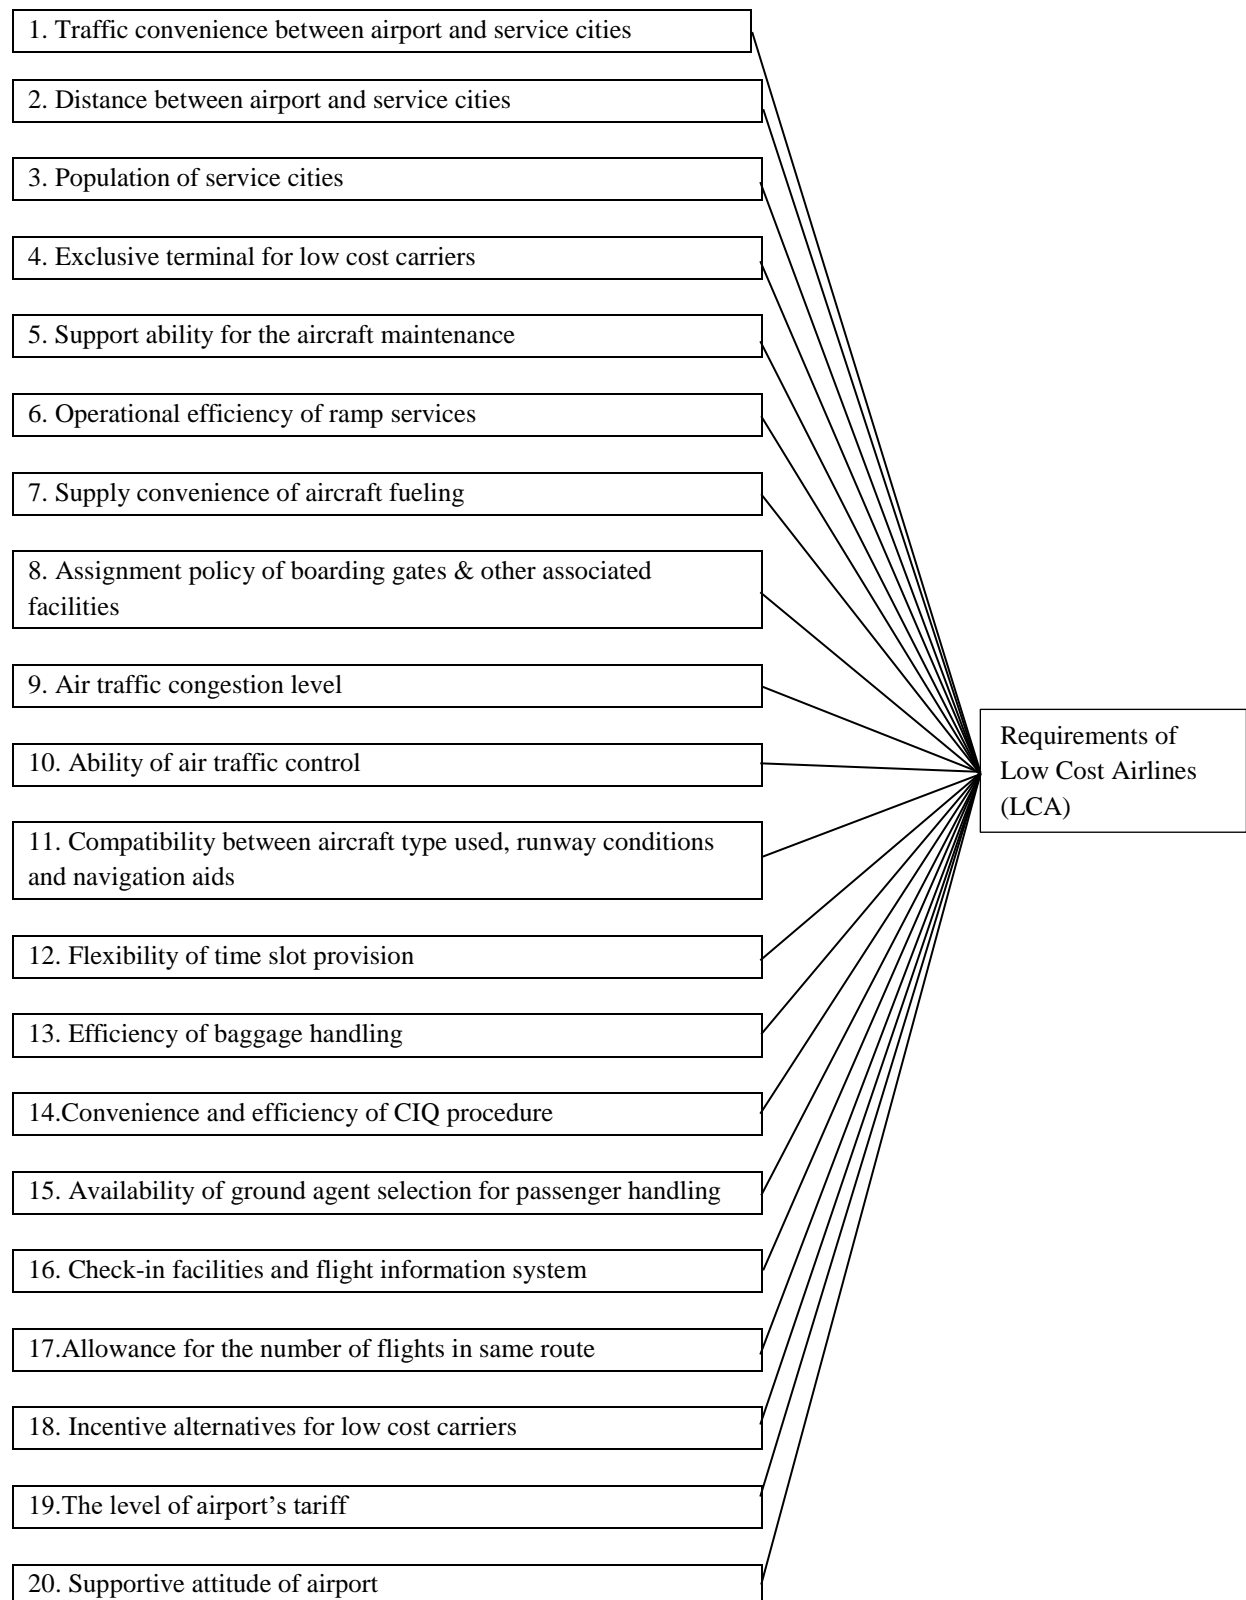 1. Traffic convenience between airport and service cities
2. Distance between airport and service cities
3. Population of service cities
4. Exclusive terminal for low cost carriers
5. Support ability for the aircraft maintenance
6. Operational efficiency of ramp services
7. Supply convenience of aircraft fueling
8. Assignment policy of boarding gates & other associated
facilities
9. Air traffic congestion level
10. Ability of air traffic control
11. Compatibility between aircraft type used, runway conditions
and navigation aids
12. Flexibility of time slot provision
13. Efficiency of baggage handling
14.Convenience and efficiency of CIQ procedure
15. Availability of ground agent selection for passenger handling
16. Check-in facilities and flight information system
17.Allowance for the number of flights in same route
18. Incentive alternatives for low cost carriers
19.The level of airport’s tariff
20. Supportive attitude of airport
Requirements of
Low Cost Airlines
(LCA)